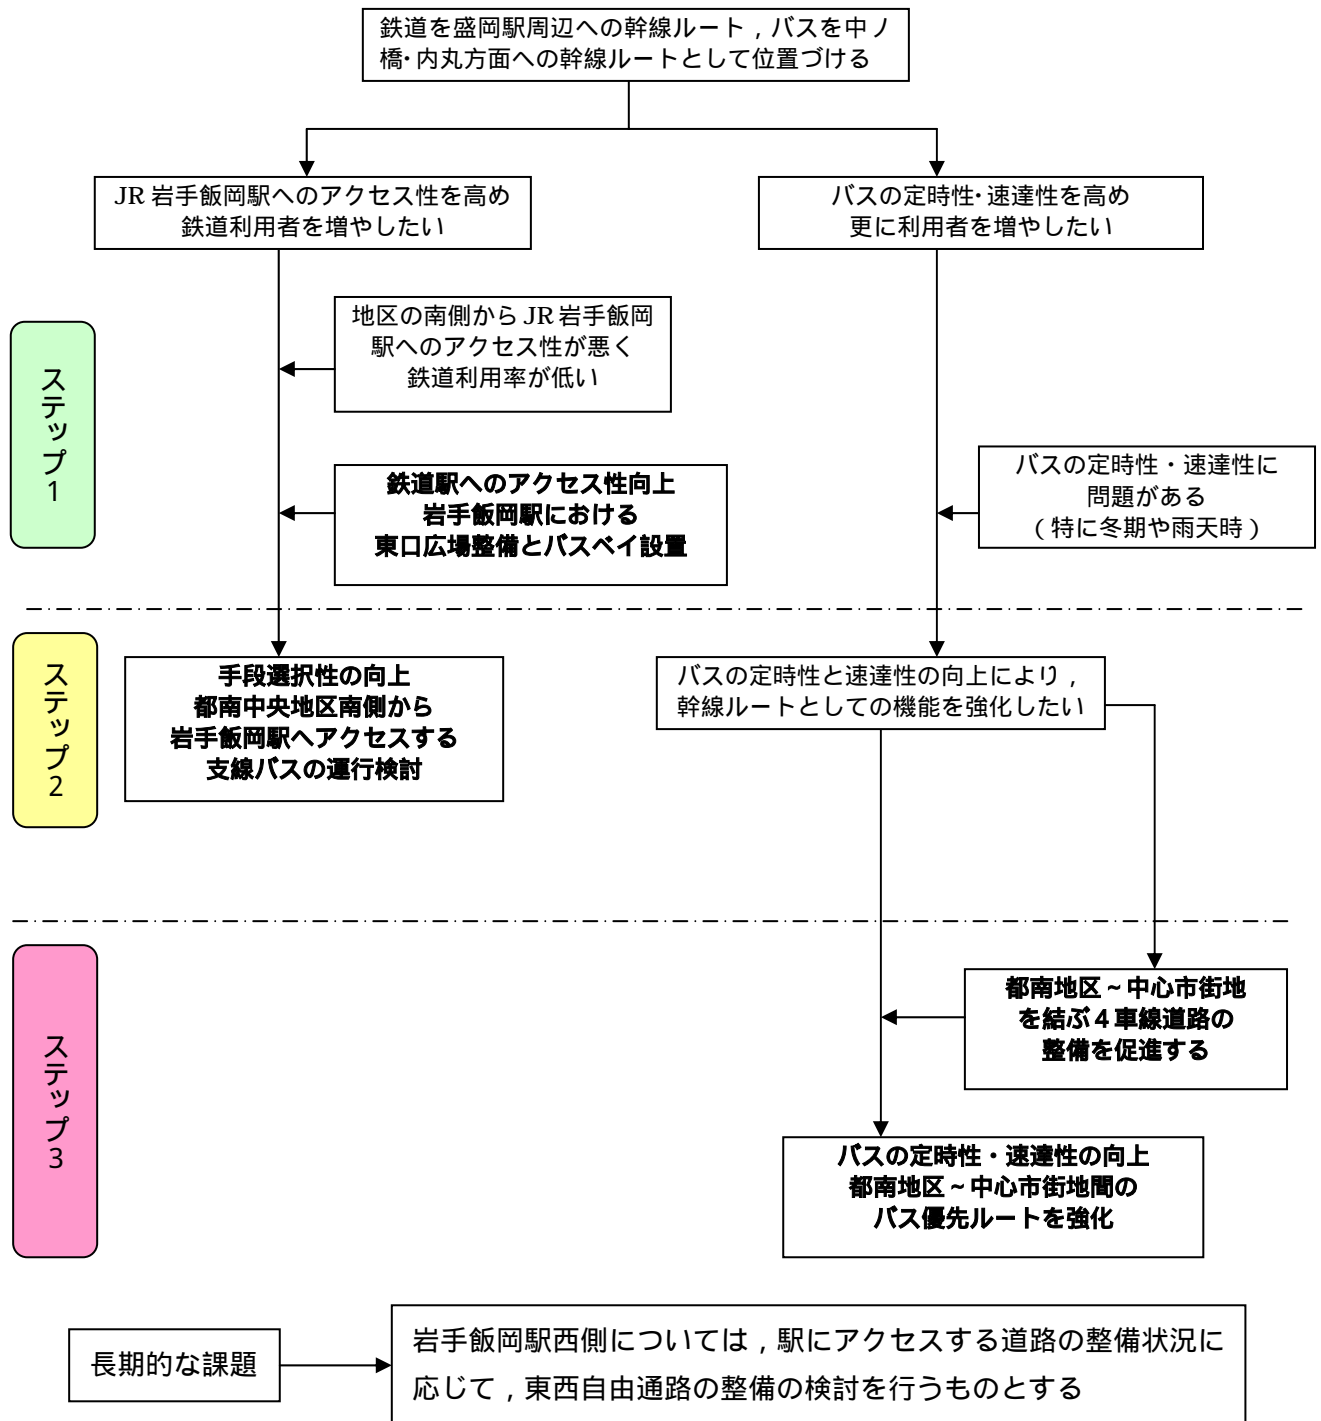 鉄道を盛岡駅周辺への幹線ルート，バスを中ノ
橋・内丸方面への幹線ルートとして位置づける
JR 岩手飯岡駅へのアクセス性を高め
鉄道利用者を増やしたい
バスの定時性・速達性を高め
更に利用者を増やしたい
ステップ1
地区の南側から JR 岩手飯岡
駅へのアクセス性が悪く
鉄道利用率が低い
鉄道駅へのアクセス性向上
岩手飯岡駅における
東口広場整備とバスベイ設置
バスの定時性・速達性に
問題がある
（特に冬期や雨天時）
ステップ2
手段選択性の向上
都南中央地区南側から
岩手飯岡駅へアクセスする
支線バスの運行検討
バスの定時性と速達性の向上により，
幹線ルートとしての機能を強化したい
ステップ3
都南地区～中心市街地
を結ぶ４車線道路の
整備を促進する
バスの定時性・速達性の向上
都南地区～中心市街地間の
バス優先ルートを強化
長期的な課題
岩手飯岡駅西側については，駅にアクセスする道路の整備状況に
応じて，東西自由通路の整備の検討を行うものとする